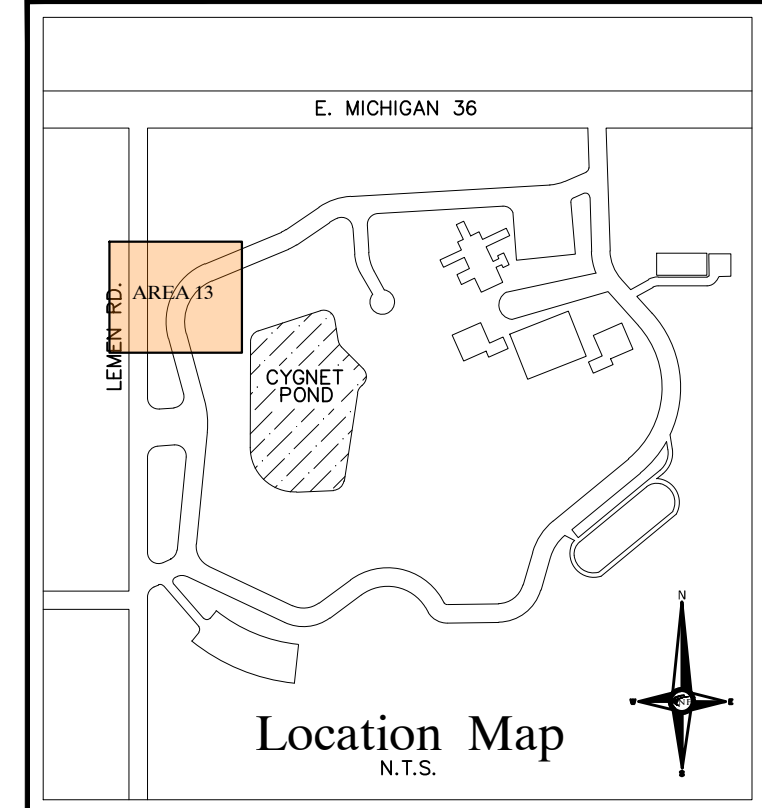 E. MICHIGAN 36
AREA 13
LEMEN RD.
CYGNET
POND
N
W
E
S
Location Map
N.T.S.